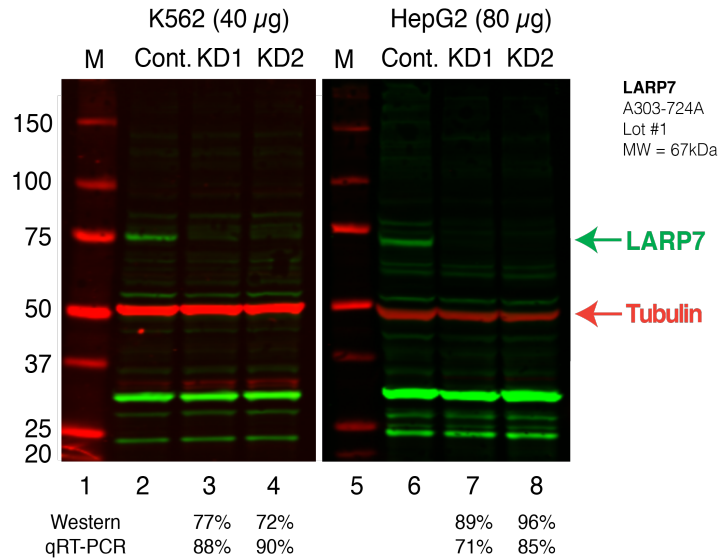 K562 (40 µg) HepG2 (80 µg)
M Cont. KD1 KD2 M Cont. KD1 KD2
LARP7
A303-724A
Lot #1
MW = 67kDa
150
100
75
LARP7
50
Tubulin
37
25
20
1 2 3 4 5 6 7 8
Western 77% 72% 89% 96%
qRT-PCR 88% 90% 71% 85%